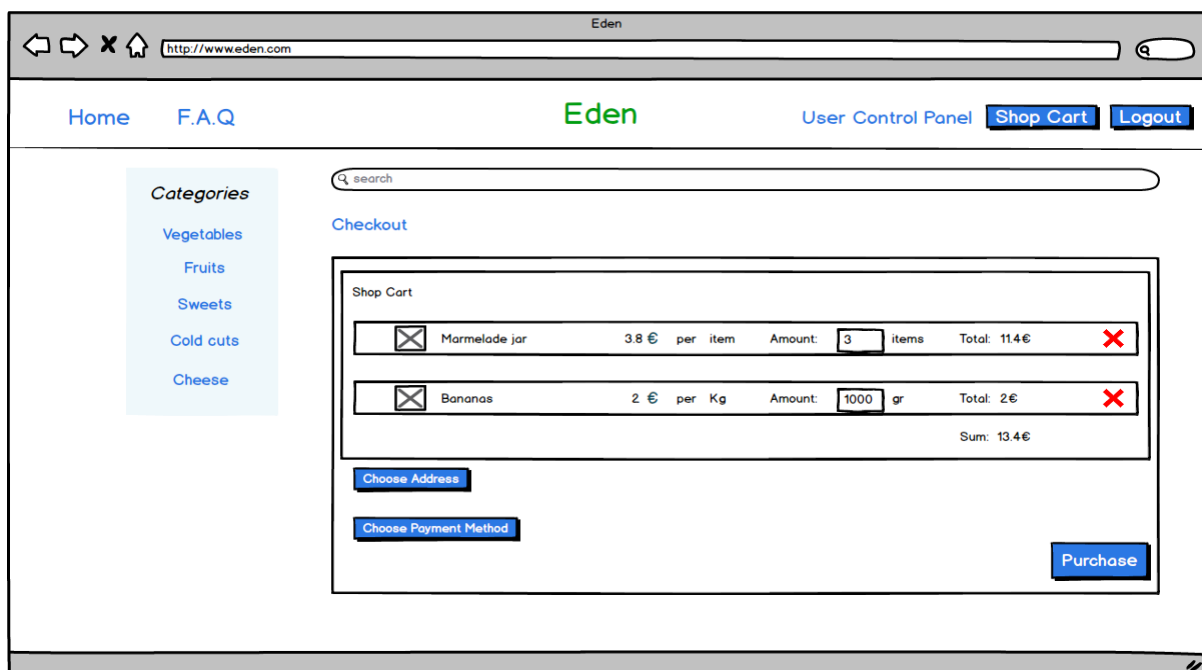 Eden
http://www.eden.com
Home F.A.Q Eden User Control Panel Shop Cart Logout
Categories
Vegetables
Fruits
Sweets
Cold cuts
Cheese
search
Checkout
Shop Cart
Marmelade jar 3.8 € per item Amount: 3 items Total: 11.4€
Bananas 2 € per Kg Amount: 1000 gr Total: 2€
Sum: 13.4€
Choose Address
Choose Payment Method
Purchase